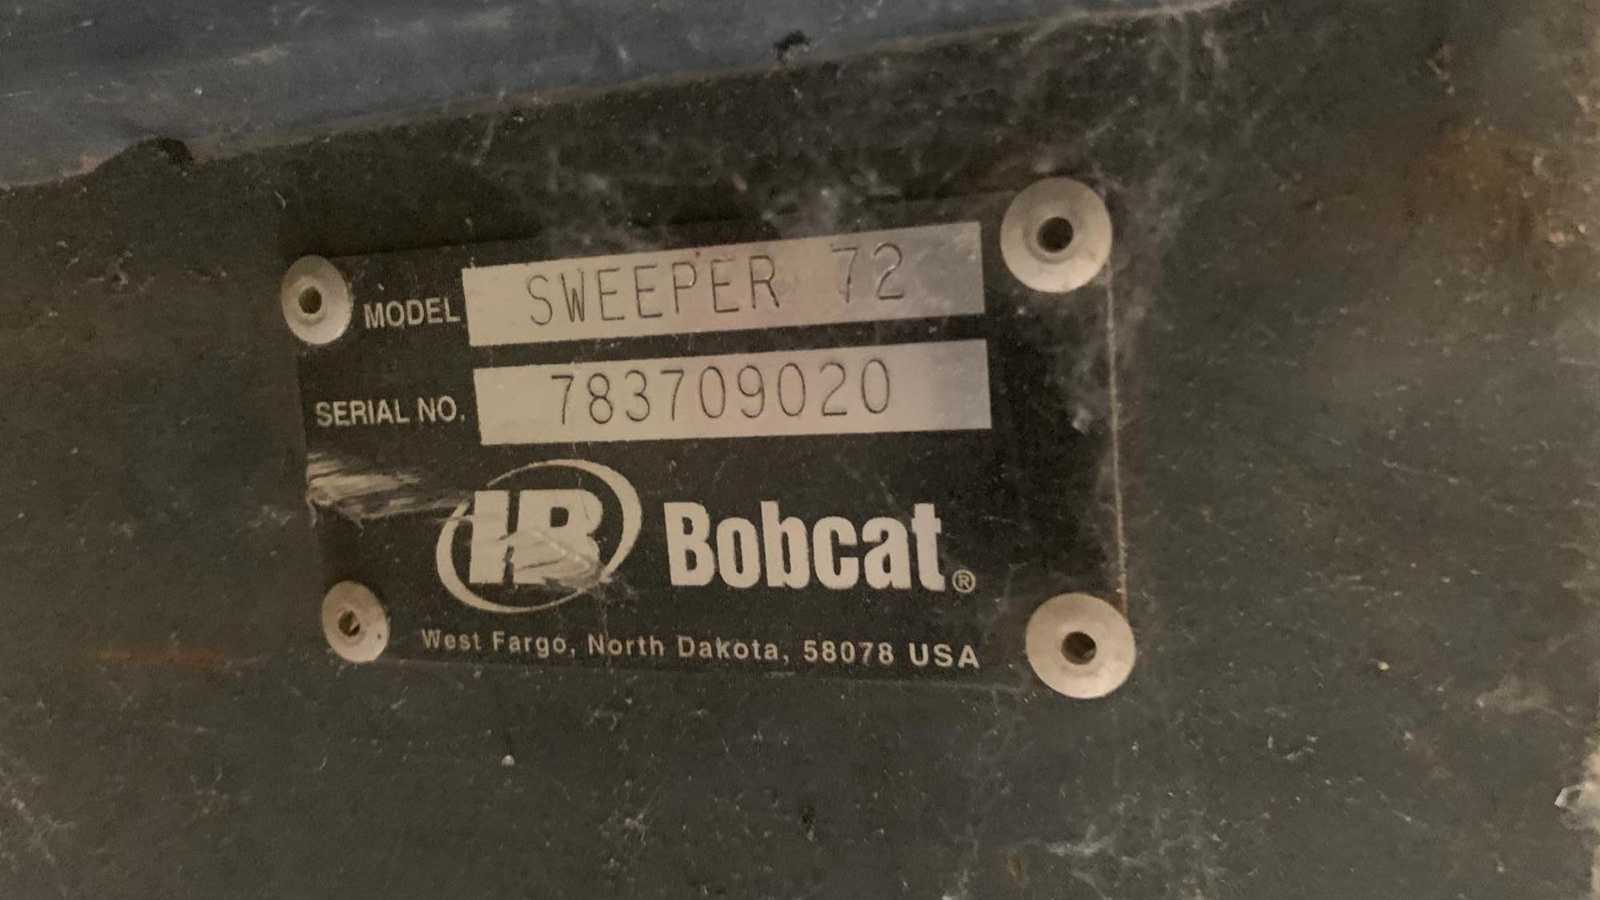 MODEL SWEEPER 72
SERIAL NO. 783709020
IR Bobcat®
West Fargo, North Dakota, 58078 USA